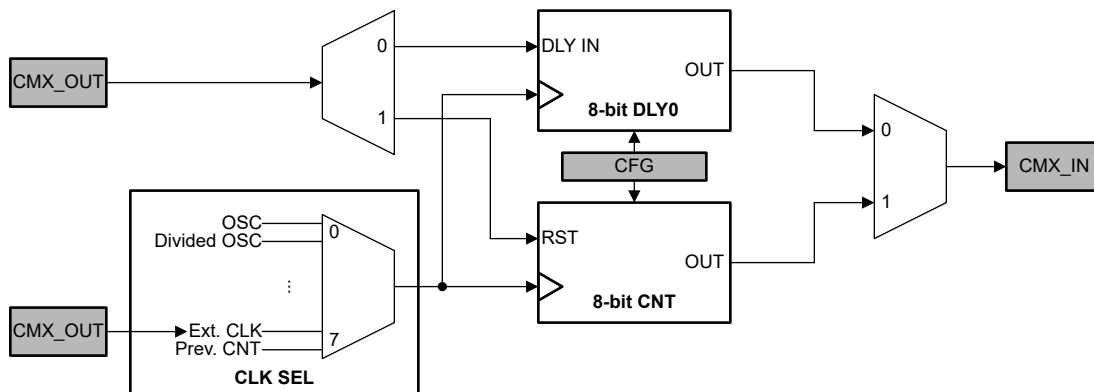 CMX_OUT
0
1
DLY IN
OUT
8-bit DLY0
CFG
RST
OUT
8-bit CNT
0
1
CMX_IN
CMX_OUT
OSC
Divided OSC
⋮
Ext. CLK
Prev. CNT
0
7
CLK SEL